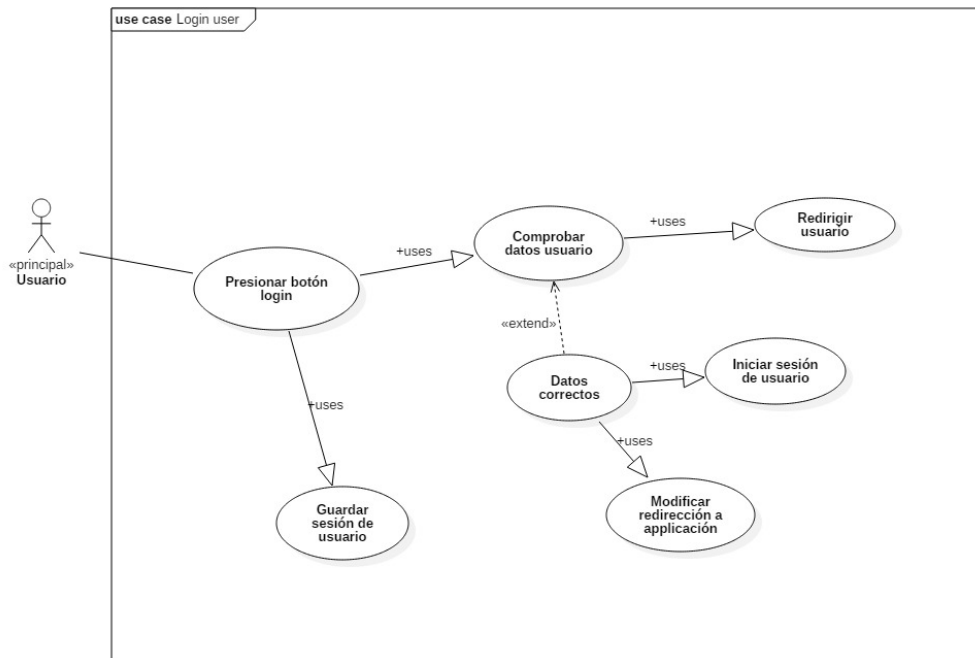 use case Login user
«principal»
Usuario
Presionar botón
login
+uses
Comprobar
datos usuario
+uses
Redirigir
usuario
«extend»
Datos
correctos
+uses
Iniciar sesión
de usuario
+uses
Modificar
redirección a
applicación
+uses
Guardar
sesión de
usuario